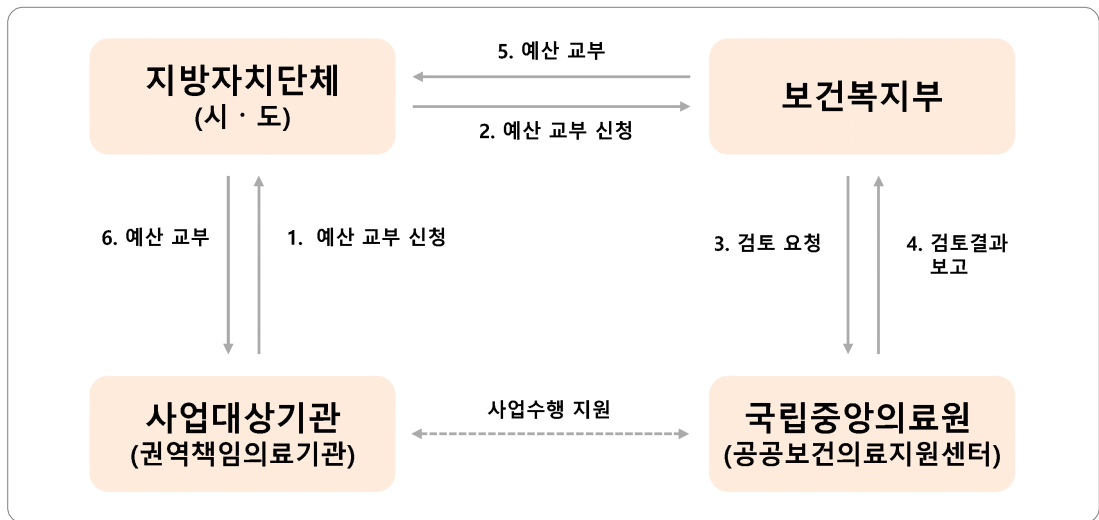 5. 예산 교부
지방자치단체
(시 · 도)
보건복지부
2. 예산 교부 신청
6. 예산 교부
1. 예산 교부 신청
3. 검토 요청
4. 검토결과
보고
사업대상기관
(권역책임의료기관)
사업수행 지원
국립중앙의료원
(공공보건의료지원센터)